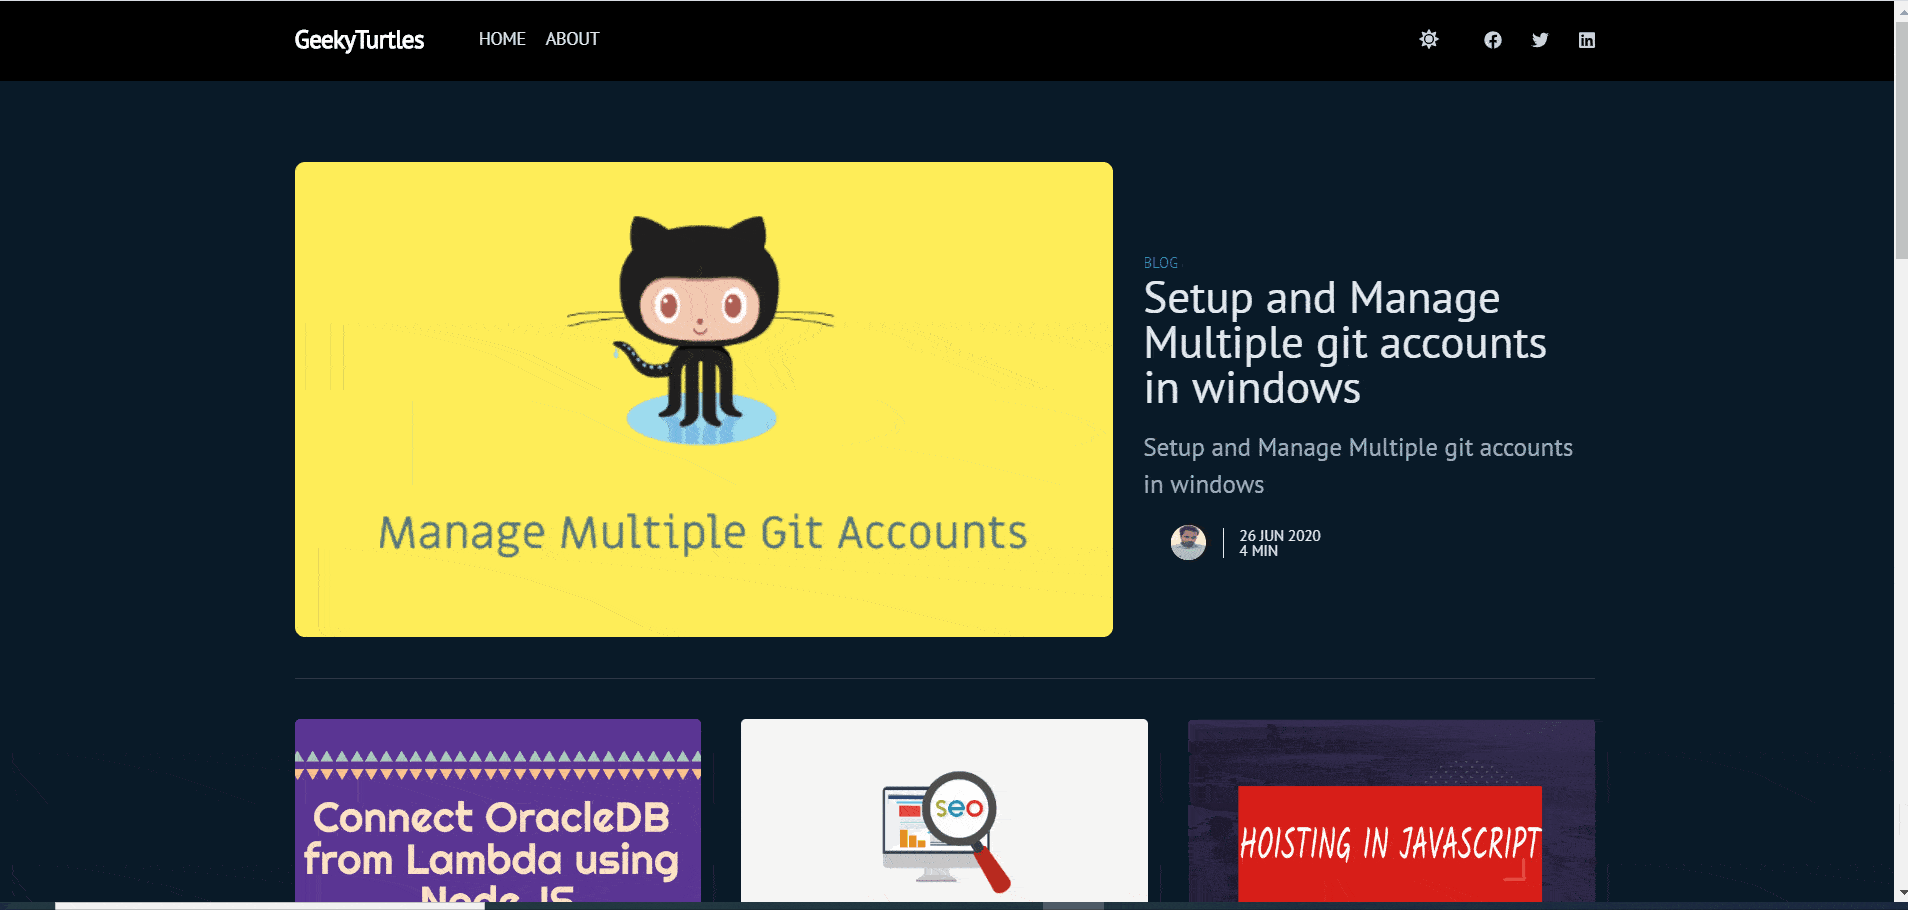 GeekyTurtles
HOME
ABOUT
Manage Multiple Git Accounts
BLOG
Setup and Manage
Multiple git accounts
in windows
Setup and Manage Multiple git accounts
in windows
26 JUN 2020
4 MIN
Connect OracleDB
from Lambda using
Node JS
seo
HOISTING IN JAVASCRIPT